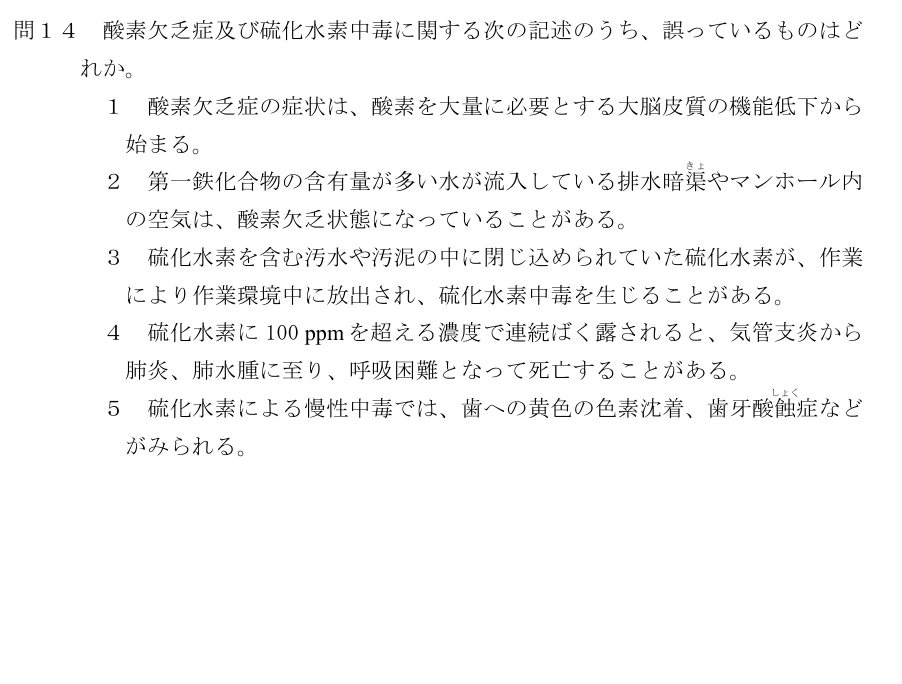 問１４　酸素欠乏症及び硫化水素中毒に関する次の記述のうち、誤っているものはど
れか。
１　酸素欠乏症の症状は、酸素を大量に必要とする大脳皮質の機能低下から
始まる。
きょ
２　第一鉄化合物の含有量が多い水が流入している排水暗渠やマンホール内
の空気は、酸素欠乏状態になっていることがある。
３　硫化水素を含む汚水や汚泥の中に閉じ込められていた硫化水素が、作業
により作業環境中に放出され、硫化水素中毒を生じることがある。
４　硫化水素に 100 ppm を超える濃度で連続ばく露されると、気管支炎から
肺炎、肺水腫に至り、呼吸困難となって死亡することがある。
しょく
５　硫化水素による慢性中毒では、歯への黄色の色素沈着、歯牙酸蝕症など
がみられる。